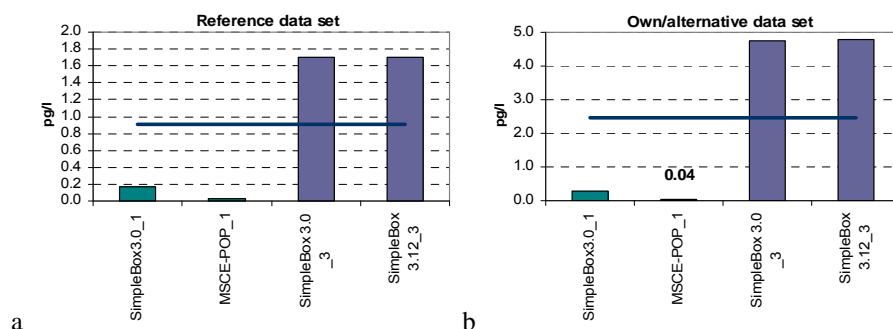 Reference data set
2.0
1.8
1.6
1.4
1.2
1.0
0.8
0.6
0.4
0.2
0.0
pg/l
SimpleBox3.0_1
MSCE-POP_1
SimpleBox 3.0
_3
SimpleBox
3.12_3
a
Own/alternative data set
5.0
4.0
3.0
2.0
1.0
0.0
pg/l
0.04
SimpleBox3.0_1
MSCE-POP_1
SimpleBox 3.0
_3
SimpleBox
3.12_3
b